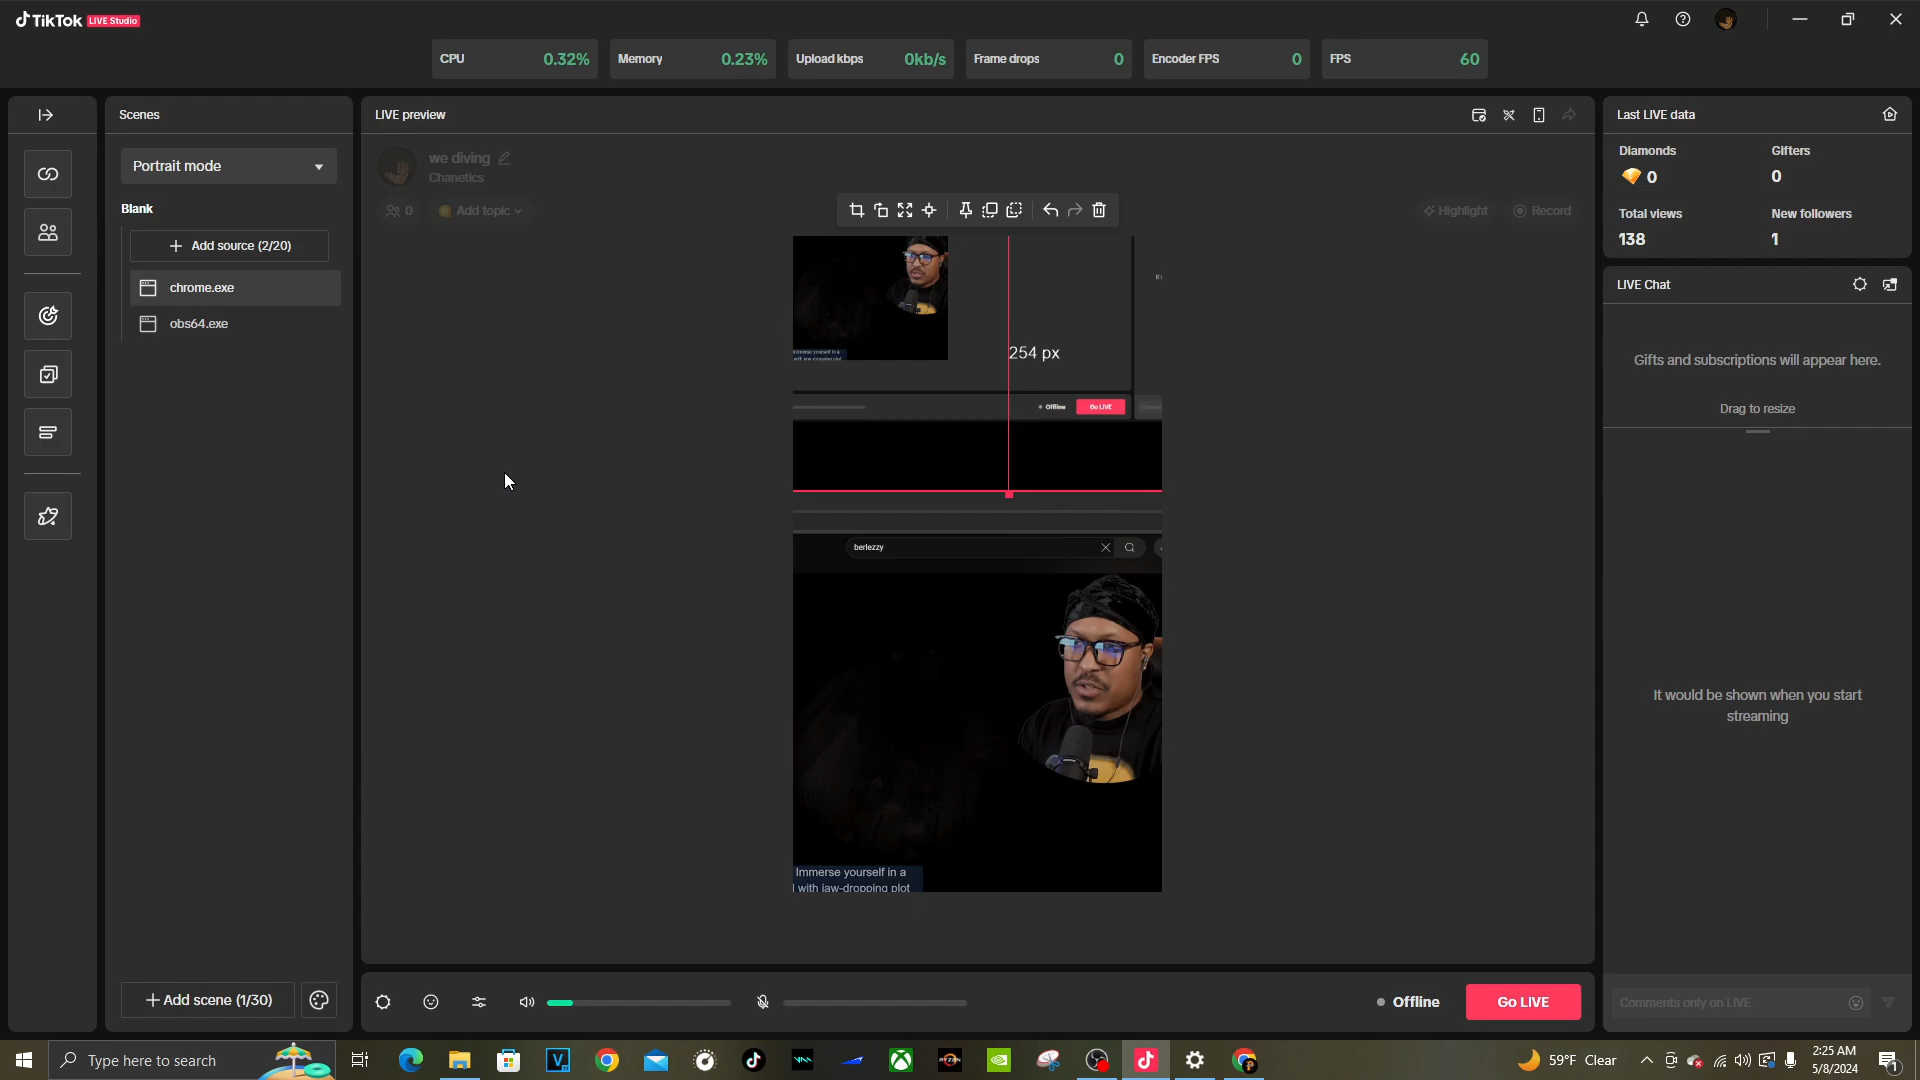 TikTok LIVE Studio
CPU 0.32% Memory 0.23% Upload kbps 0kb/s Frame drops 0 Encoder FPS 0 FPS 60
Scenes
LIVE preview
Last LIVE data
Portrait mode
we diving
Chanetics
Diamonds Gifters
0 0
Blank
0 Add topic
Highlight Record
Total views New followers
138 1
+ Add source (2/20)
chrome.exe
obs64.exe
LIVE Chat
254 px
Gifts and subscriptions will appear here.
Drag to resize
Offline Go LIVE
berlezzy
It would be shown when you start
streaming
Immerse yourself in a
with jaw-dropping plot
+ Add scene (1/30)
Offline
Go LIVE
Comments only on LIVE
Type here to search
59°F Clear
2:25 AM
5/8/2024
1